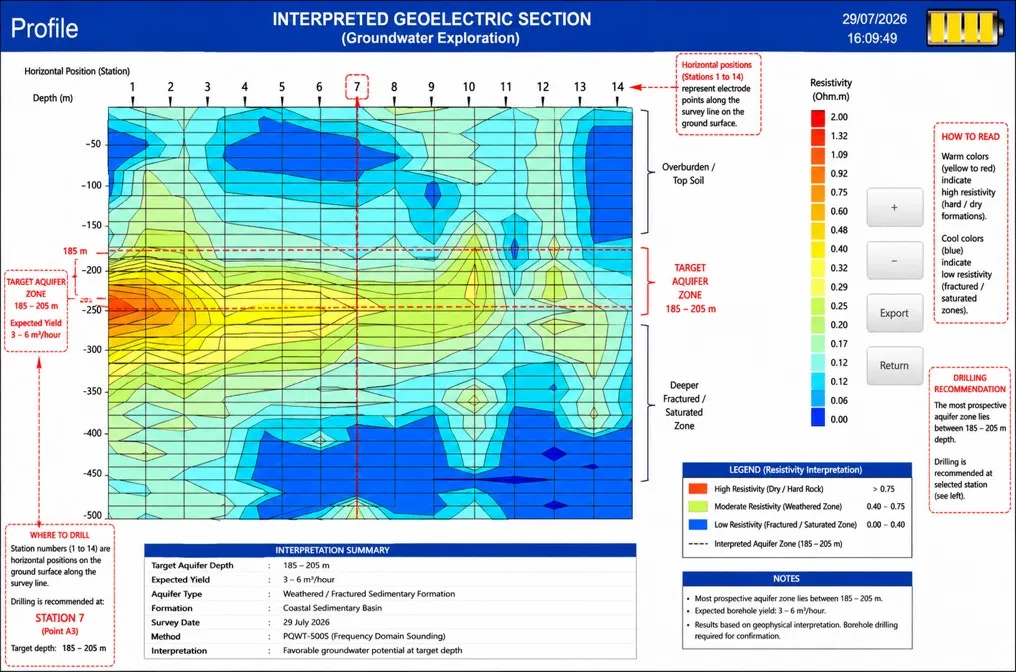 Profile
INTERPRETED GEOELECTRIC SECTION
(Groundwater Exploration)
29/07/2026
16:09:49
Horizontal Position (Station)
1 2 3 4 5 6 7 8 9 10 11 12 13 14
Depth (m)
-50
-100
-150
-200
-250
-300
-350
-400
-450
-500
185 m
TARGET AQUIFER
ZONE
185 – 205 m
Expected Yield
3 – 6 m³/hour
WHERE TO DRILL
Station numbers (1 to 14) are
horizontal positions on the
ground surface along the
survey line.
Drilling is recommended at:
STATION 7
(Point A3)
Target depth: 185 – 205 m
Horizontal positions
(Stations 1 to 14)
represent electrode
points along the
survey line on the
ground surface.
Overburden /
Top Soil
TARGET
AQUIFER
ZONE
185 – 205 m
Deeper
Fractured /
Saturated
Zone
Resistivity
(Ohm.m)
2.00
1.32
1.09
0.92
0.75
0.60
0.48
0.40
0.32
0.29
0.25
0.20
0.17
0.12
0.12
0.06
0.00
+
−
Export
Return
HOW TO READ
Warm colors
(yellow to red)
indicate
high resistivity
(hard / dry
formations).
Cool colors
(blue)
indicate
low resistivity
(fractured /
saturated
zones).
DRILLING
RECOMMENDATION
The most prospective
aquifer zone lies
between 185 – 205 m
depth.
Drilling is
recommended at
selected station
(see left).
LEGEND (Resistivity Interpretation)
High Resistivity (Dry / Hard Rock) > 0.75
Moderate Resistivity (Weathered Zone) 0.40 – 0.75
Low Resistivity (Fractured / Saturated Zone) 0.00 – 0.40
Interpreted Aquifer Zone (185 – 205 m)
INTERPRETATION SUMMARY
Target Aquifer Depth : 185 – 205 m
Expected Yield : 3 – 6 m³/hour
Aquifer Type : Weathered / Fractured Sedimentary Formation
Formation : Coastal Sedimentary Basin
Survey Date : 29 July 2026
Method : PQWT-500S (Frequency Domain Sounding)
Interpretation : Favorable groundwater potential at target depth
NOTES
• Most prospective aquifer zone lies between 185 – 205 m.
• Expected borehole yield: 3 – 6 m³/hour.
• Results based on geophysical interpretation. Borehole drilling
required for confirmation.